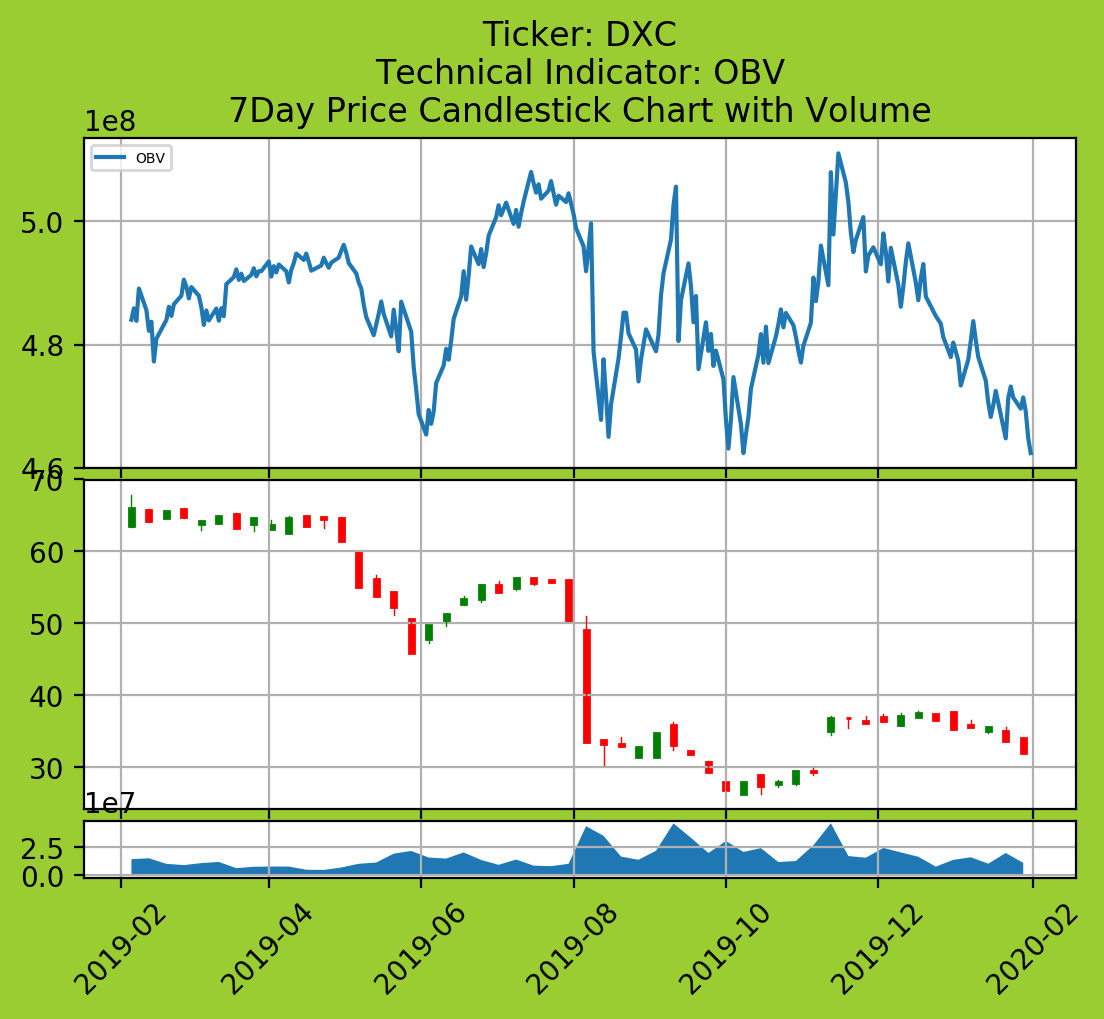 Ticker: DXC
Technical Indicator: OBV
7Day Price Candlestick Chart with Volume
1e8
OBV
5.0
4.8
4.6
70
60
50
40
30
1e7
2.5
0.0
2019-02
2019-04
2019-06
2019-08
2019-10
2019-12
2020-02